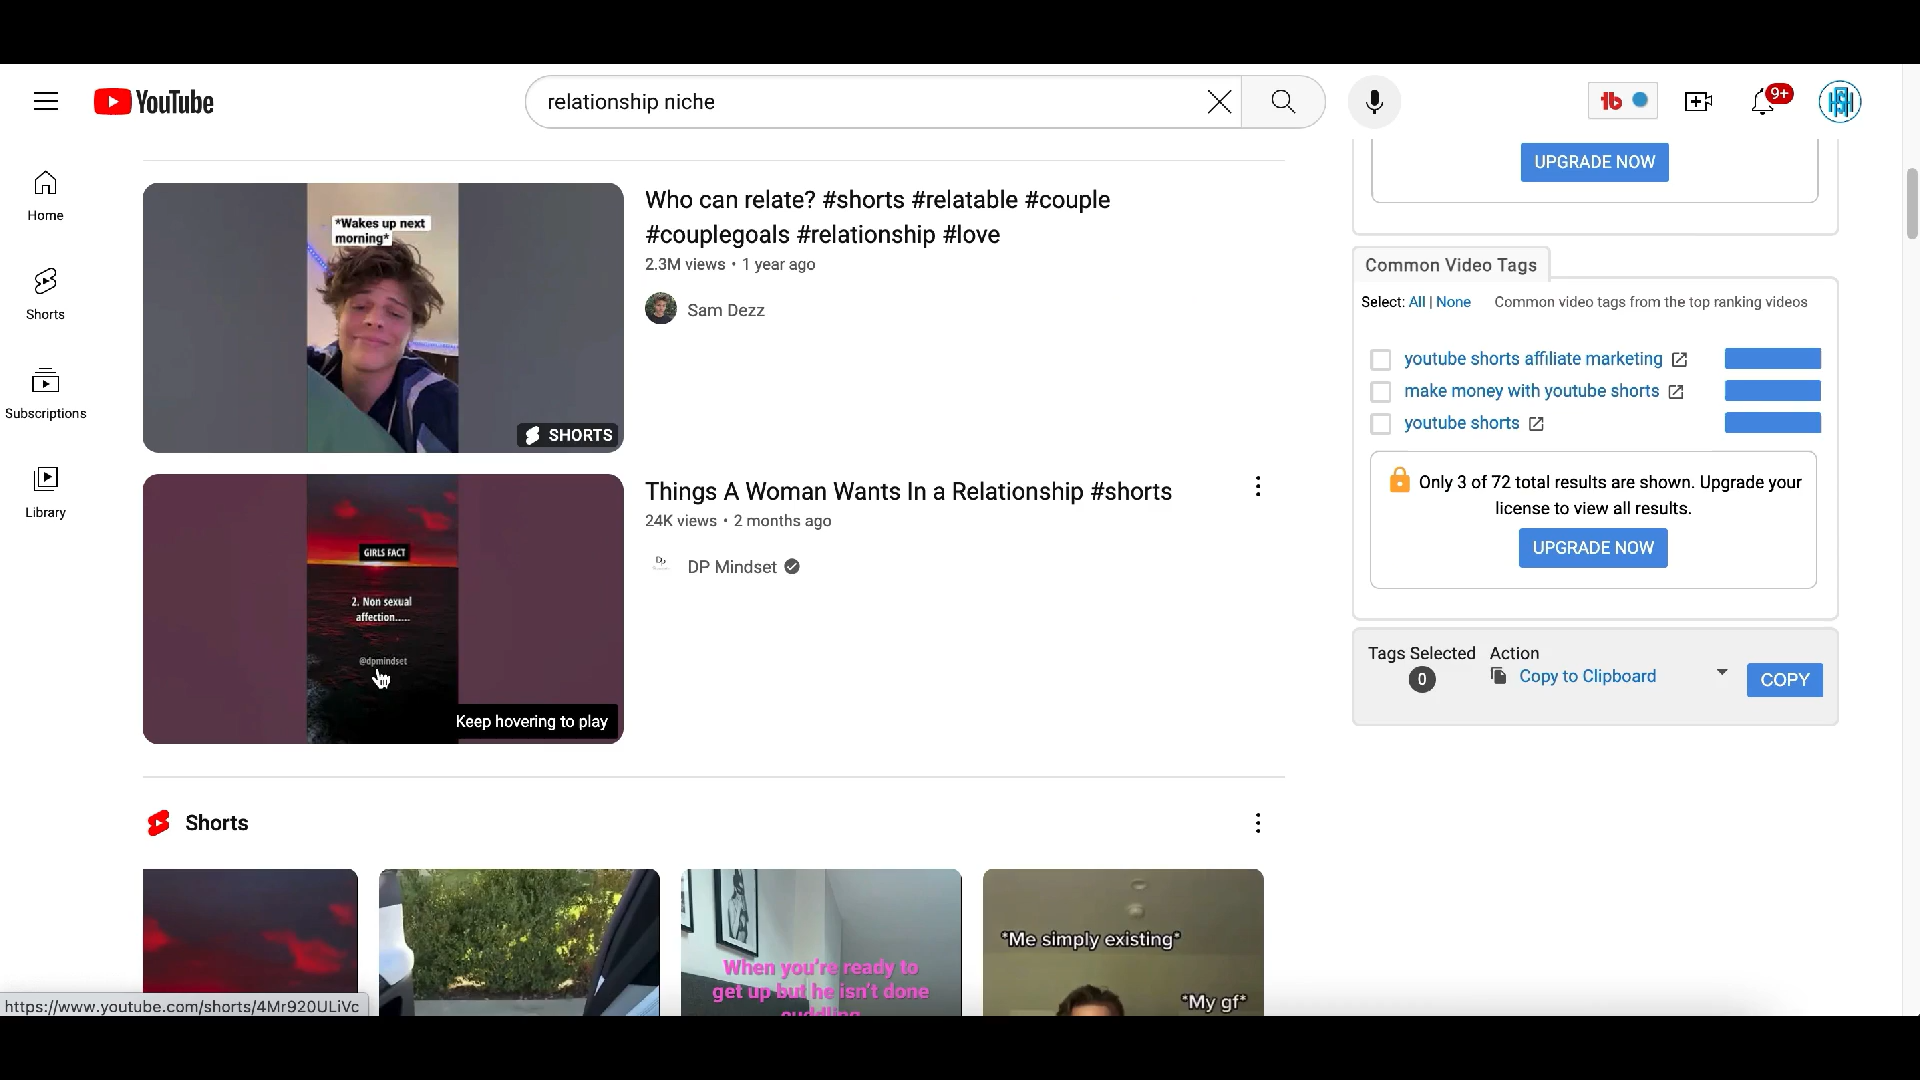 YouTube
relationship niche
9+
Home
Shorts
Subscriptions
Library
*Wakes up next
morning*
SHORTS
Who can relate? #shorts #relatable #couple
#couplegoals #relationship #love
2.3M views • 1 year ago
Sam Dezz
GIRLS FACT
2. Non sexual
affection.....
@dpmindset
Keep hovering to play
Things A Woman Wants In a Relationship #shorts
24K views • 2 months ago
DP Mindset
Shorts
When you're ready to
get up but he isn't done
cuddling
*Me simply existing*
*My gf*
https://www.youtube.com/shorts/4Mr920ULiVc
UPGRADE NOW
Common Video Tags
Select: All | None Common video tags from the top ranking videos
youtube shorts affiliate marketing
make money with youtube shorts
youtube shorts
Only 3 of 72 total results are shown. Upgrade your
license to view all results.
UPGRADE NOW
Tags Selected Action
0 Copy to Clipboard COPY